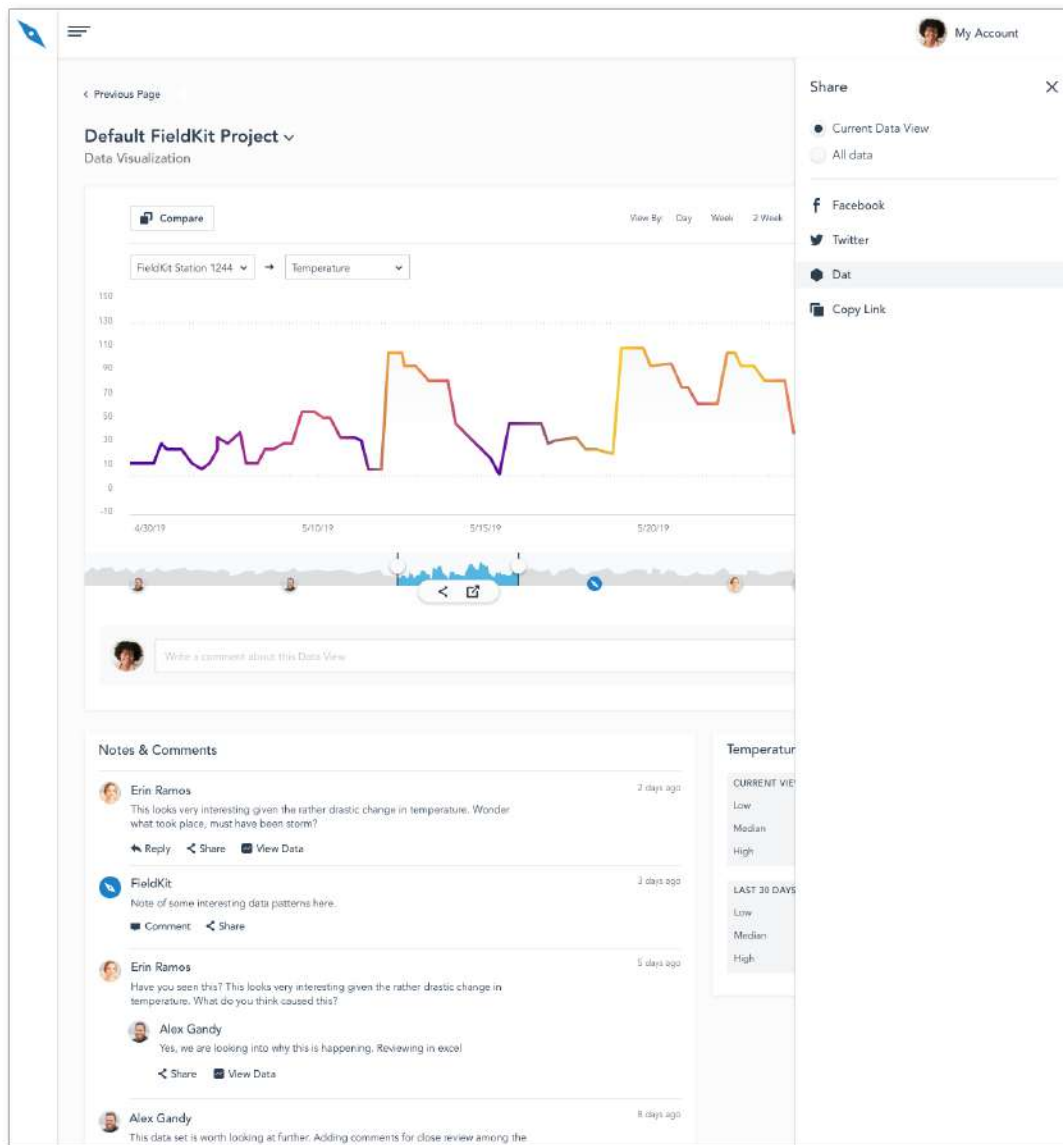 My Account
Share
Current Data View
All data
Facebook
Twitter
Dat
Copy Link
Previous Page
Default FieldKit Project
Data Visualization
Compare
View By Day Week 2 Week
FieldKit Station 1244
Temperature
150
130
110
90
70
50
30
10
0
-10
4/30/19 5/10/19 5/15/19 5/20/19
Write a comment about this Data View
Notes & Comments
Erin Ramos 2 days ago
This looks very interesting given the rather drastic change in temperature. Wonder
what took place, must have been storm?
Reply Share View Data
FieldKit 3 days ago
Note of some interesting data patterns here.
Comment Share
Erin Ramos 5 days ago
Have you seen this? This looks very interesting given the rather drastic change in
temperature. What do you think caused this?
Alex Gandy
Yes, we are looking into why this is happening. Reviewing in excel
Share View Data
Alex Gandy 8 days ago
This data set is worth looking at further. Adding comments for close review among the
Temperatur
CURRENT VIE
Low
Median
High
LAST 30 DAYS
Low
Median
High